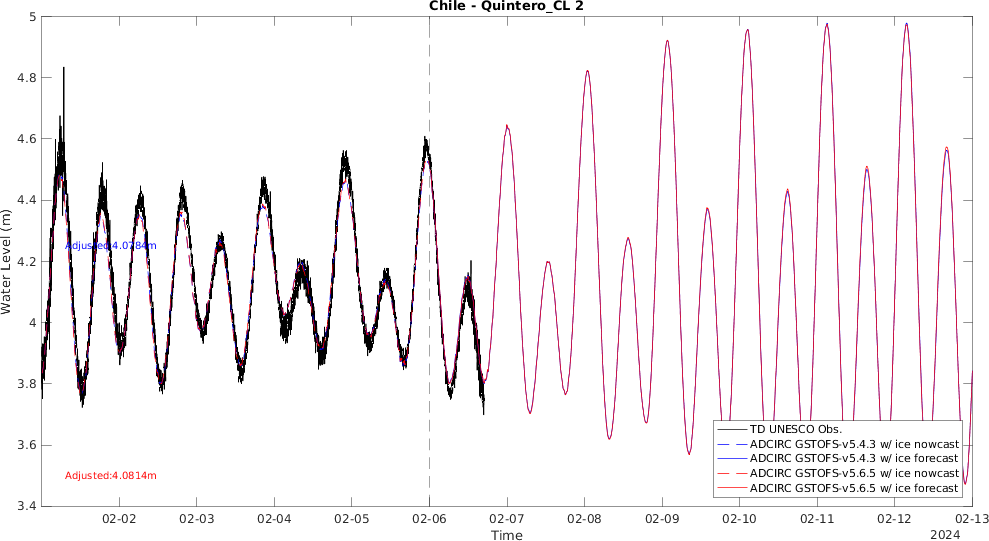 Chile - Quintero_CL 2
5
4.8
4.6
4.4
4.2
4
3.8
3.6
3.4
Water Level (m)
Adjusted:4.0784m
Adjusted:4.0814m
TD UNESCO Obs.
ADCIRC GSTOFS-v5.4.3 w/ ice nowcast
ADCIRC GSTOFS-v5.4.3 w/ ice forecast
ADCIRC GSTOFS-v5.6.5 w/ ice nowcast
ADCIRC GSTOFS-v5.6.5 w/ ice forecast
02-02 02-03 02-04 02-05 02-06 02-07 02-08 02-09 02-10 02-11 02-12 02-13
Time
2024